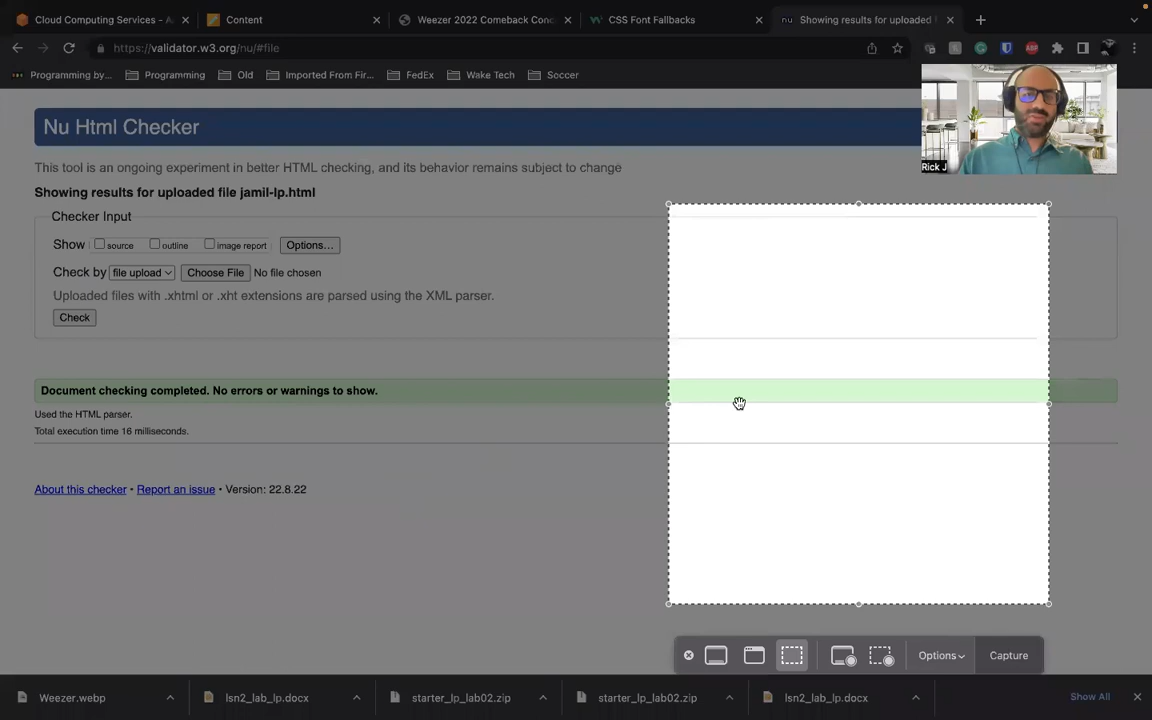 Cloud Computing Services - A
Content
Weezer 2022 Comeback Conc
CSS Font Fallbacks
Showing results for uploaded
https://validator.w3.org/nu/#file
Programming by...
Programming
Old
Imported From Fir...
FedEx
Wake Tech
Soccer
Nu Html Checker
Rick J
This tool is an ongoing experiment in better HTML checking, and its behavior remains subject to change
Showing results for uploaded file jamil-lp.html
Checker Input
Show source outline image report Options...
Check by file upload Choose File No file chosen
Uploaded files with .xhtml or .xht extensions are parsed using the XML parser.
Check
Document checking completed. No errors or warnings to show.
Used the HTML parser.
Total execution time 16 milliseconds.
About this checker • Report an issue • Version: 22.8.22
Options
Capture
Weezer.webp
lsn2_lab_lp.docx
starter_lp_lab02.zip
starter_lp_lab02.zip
lsn2_lab_lp.docx
Show All